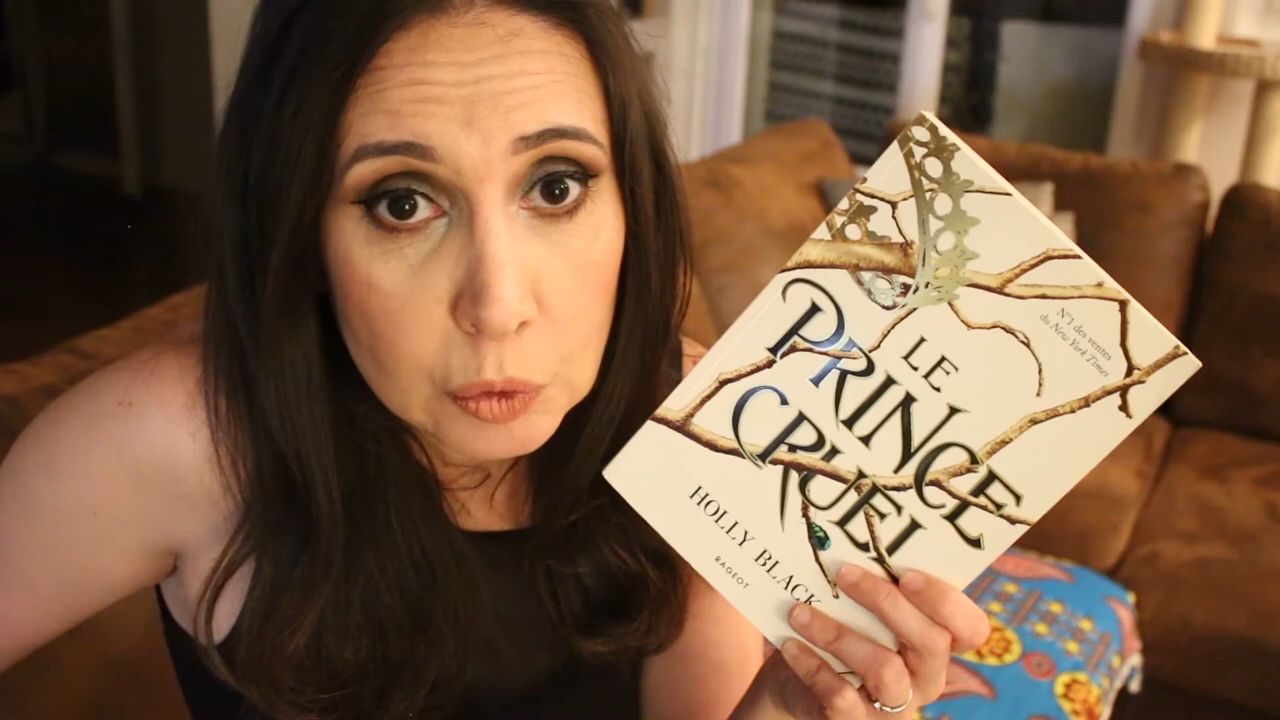 N°1 des ventes
du New York Times
LE
PRINCE
CRUEL
HOLLY BLACK
RAGEOT